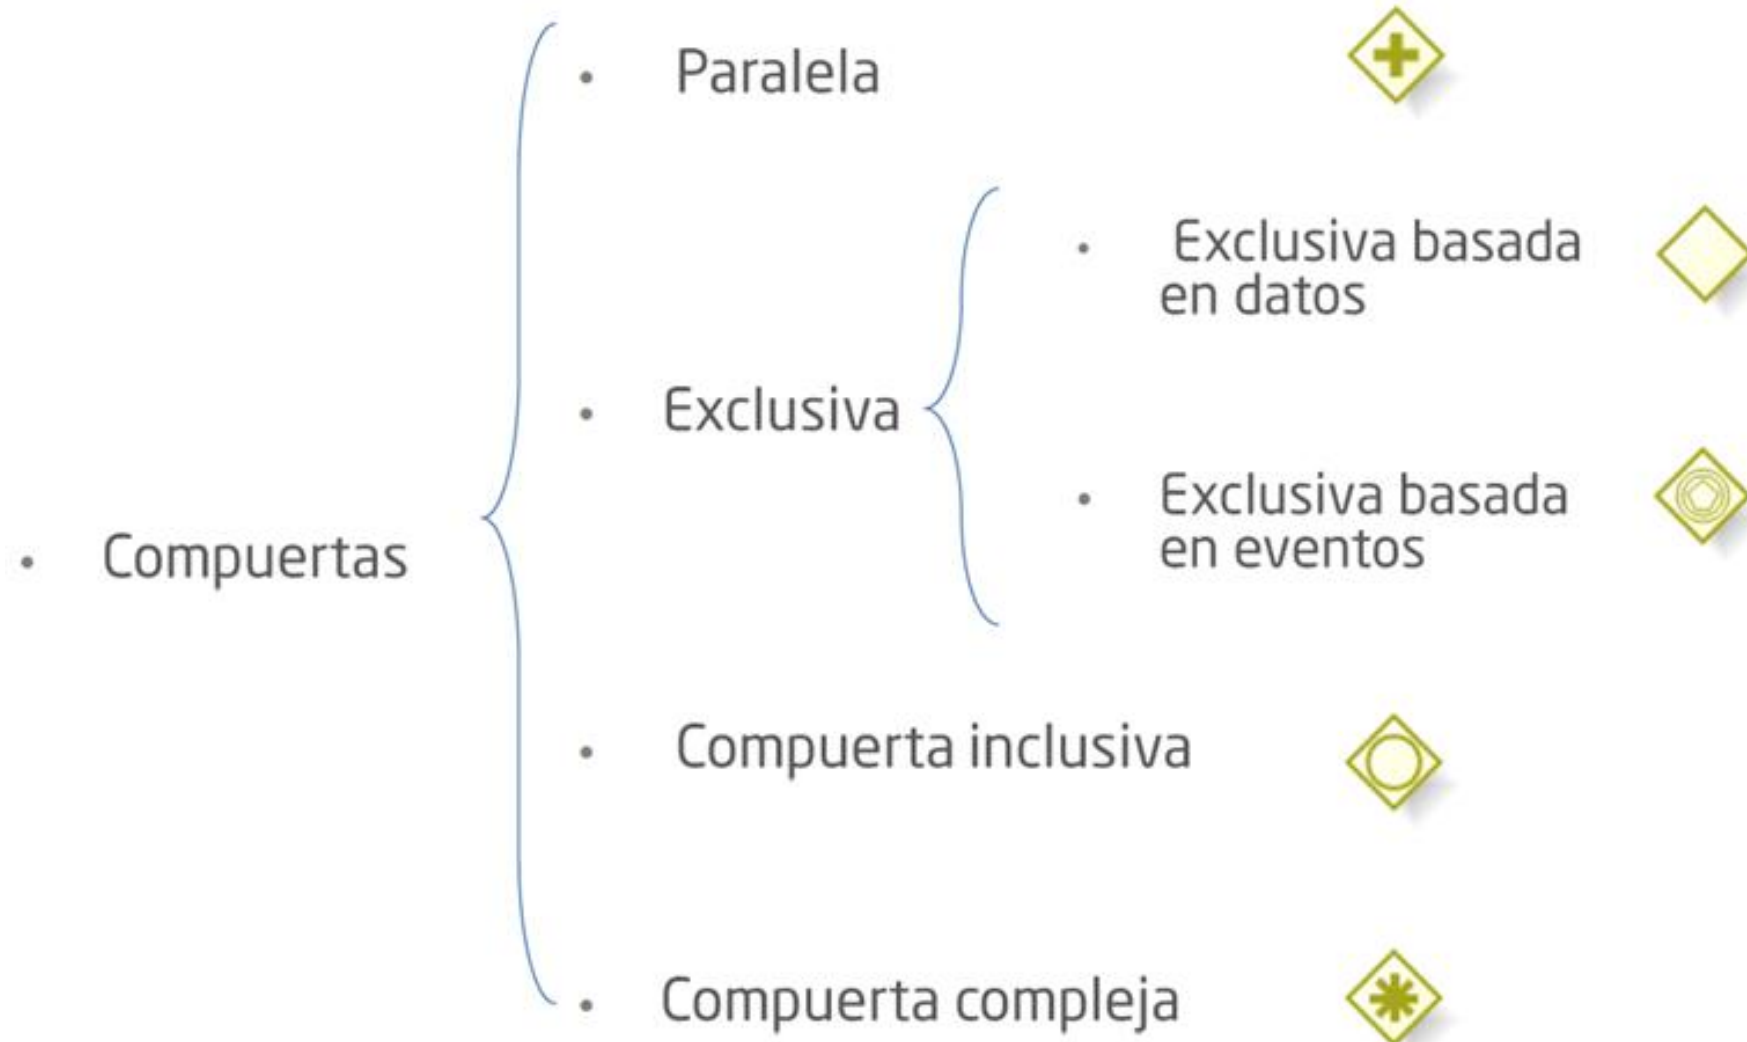 • Compuertas
• Paralela
• Exclusiva
• Exclusiva basada
en datos
• Exclusiva basada
en eventos
• Compuerta inclusiva
• Compuerta compleja